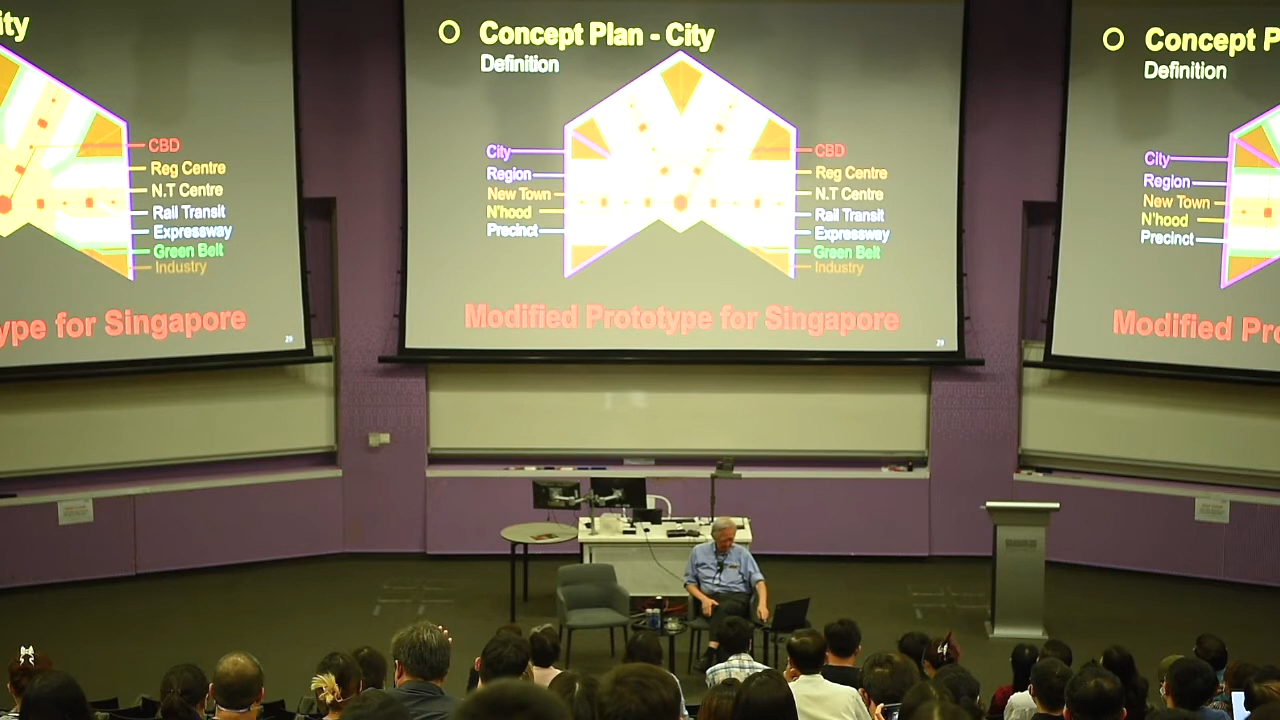 ity
CBD
Reg Centre
N.T Centre
Rail Transit
Expressway
Green Belt
Industry
ype for Singapore
29
Concept Plan - City
Definition
City
Region
New Town
N'hood
Precinct
CBD
Reg Centre
N.T Centre
Rail Transit
Expressway
Green Belt
Industry
Modified Prototype for Singapore
29
Concept P
Definition
City
Region
New Town
N'hood
Precinct
Modified Pro